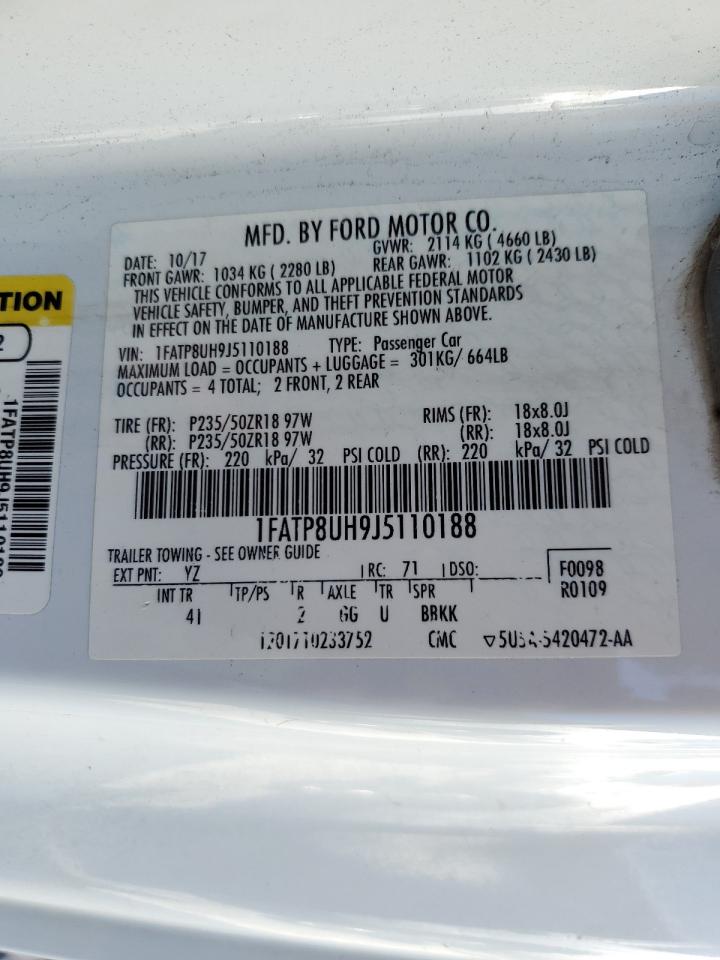 MFD. BY FORD MOTOR CO.
DATE: 10/17 GVWR: 2114 KG ( 4660 LB)
FRONT GAWR: 1034 KG ( 2280 LB) REAR GAWR: 1102 KG ( 2430 LB)
THIS VEHICLE CONFORMS TO ALL APPLICABLE FEDERAL MOTOR
VEHICLE SAFETY, BUMPER, AND THEFT PREVENTION STANDARDS
IN EFFECT ON THE DATE OF MANUFACTURE SHOWN ABOVE.
VIN: 1FATP8UH9J5110188 TYPE: Passenger Car
MAXIMUM LOAD = OCCUPANTS + LUGGAGE = 301KG/ 664LB
OCCUPANTS = 4 TOTAL; 2 FRONT, 2 REAR
TIRE (FR): P235/50ZR18 97W RIMS (FR): 18x8.0J
(RR): P235/50ZR18 97W (RR): 18x8.0J
PRESSURE (FR): 220 kPa/ 32 PSI COLD (RR): 220 kPa/ 32 PSI COLD
1FATP8UH9J5110188
TRAILER TOWING - SEE OWNER GUIDE
EXT PNT: YZ RC: 71 DSO: F0098
R0109
INT TR TP/PS R AXLE TR SPR
41 2 GG U BBKK
CMC
TION
2